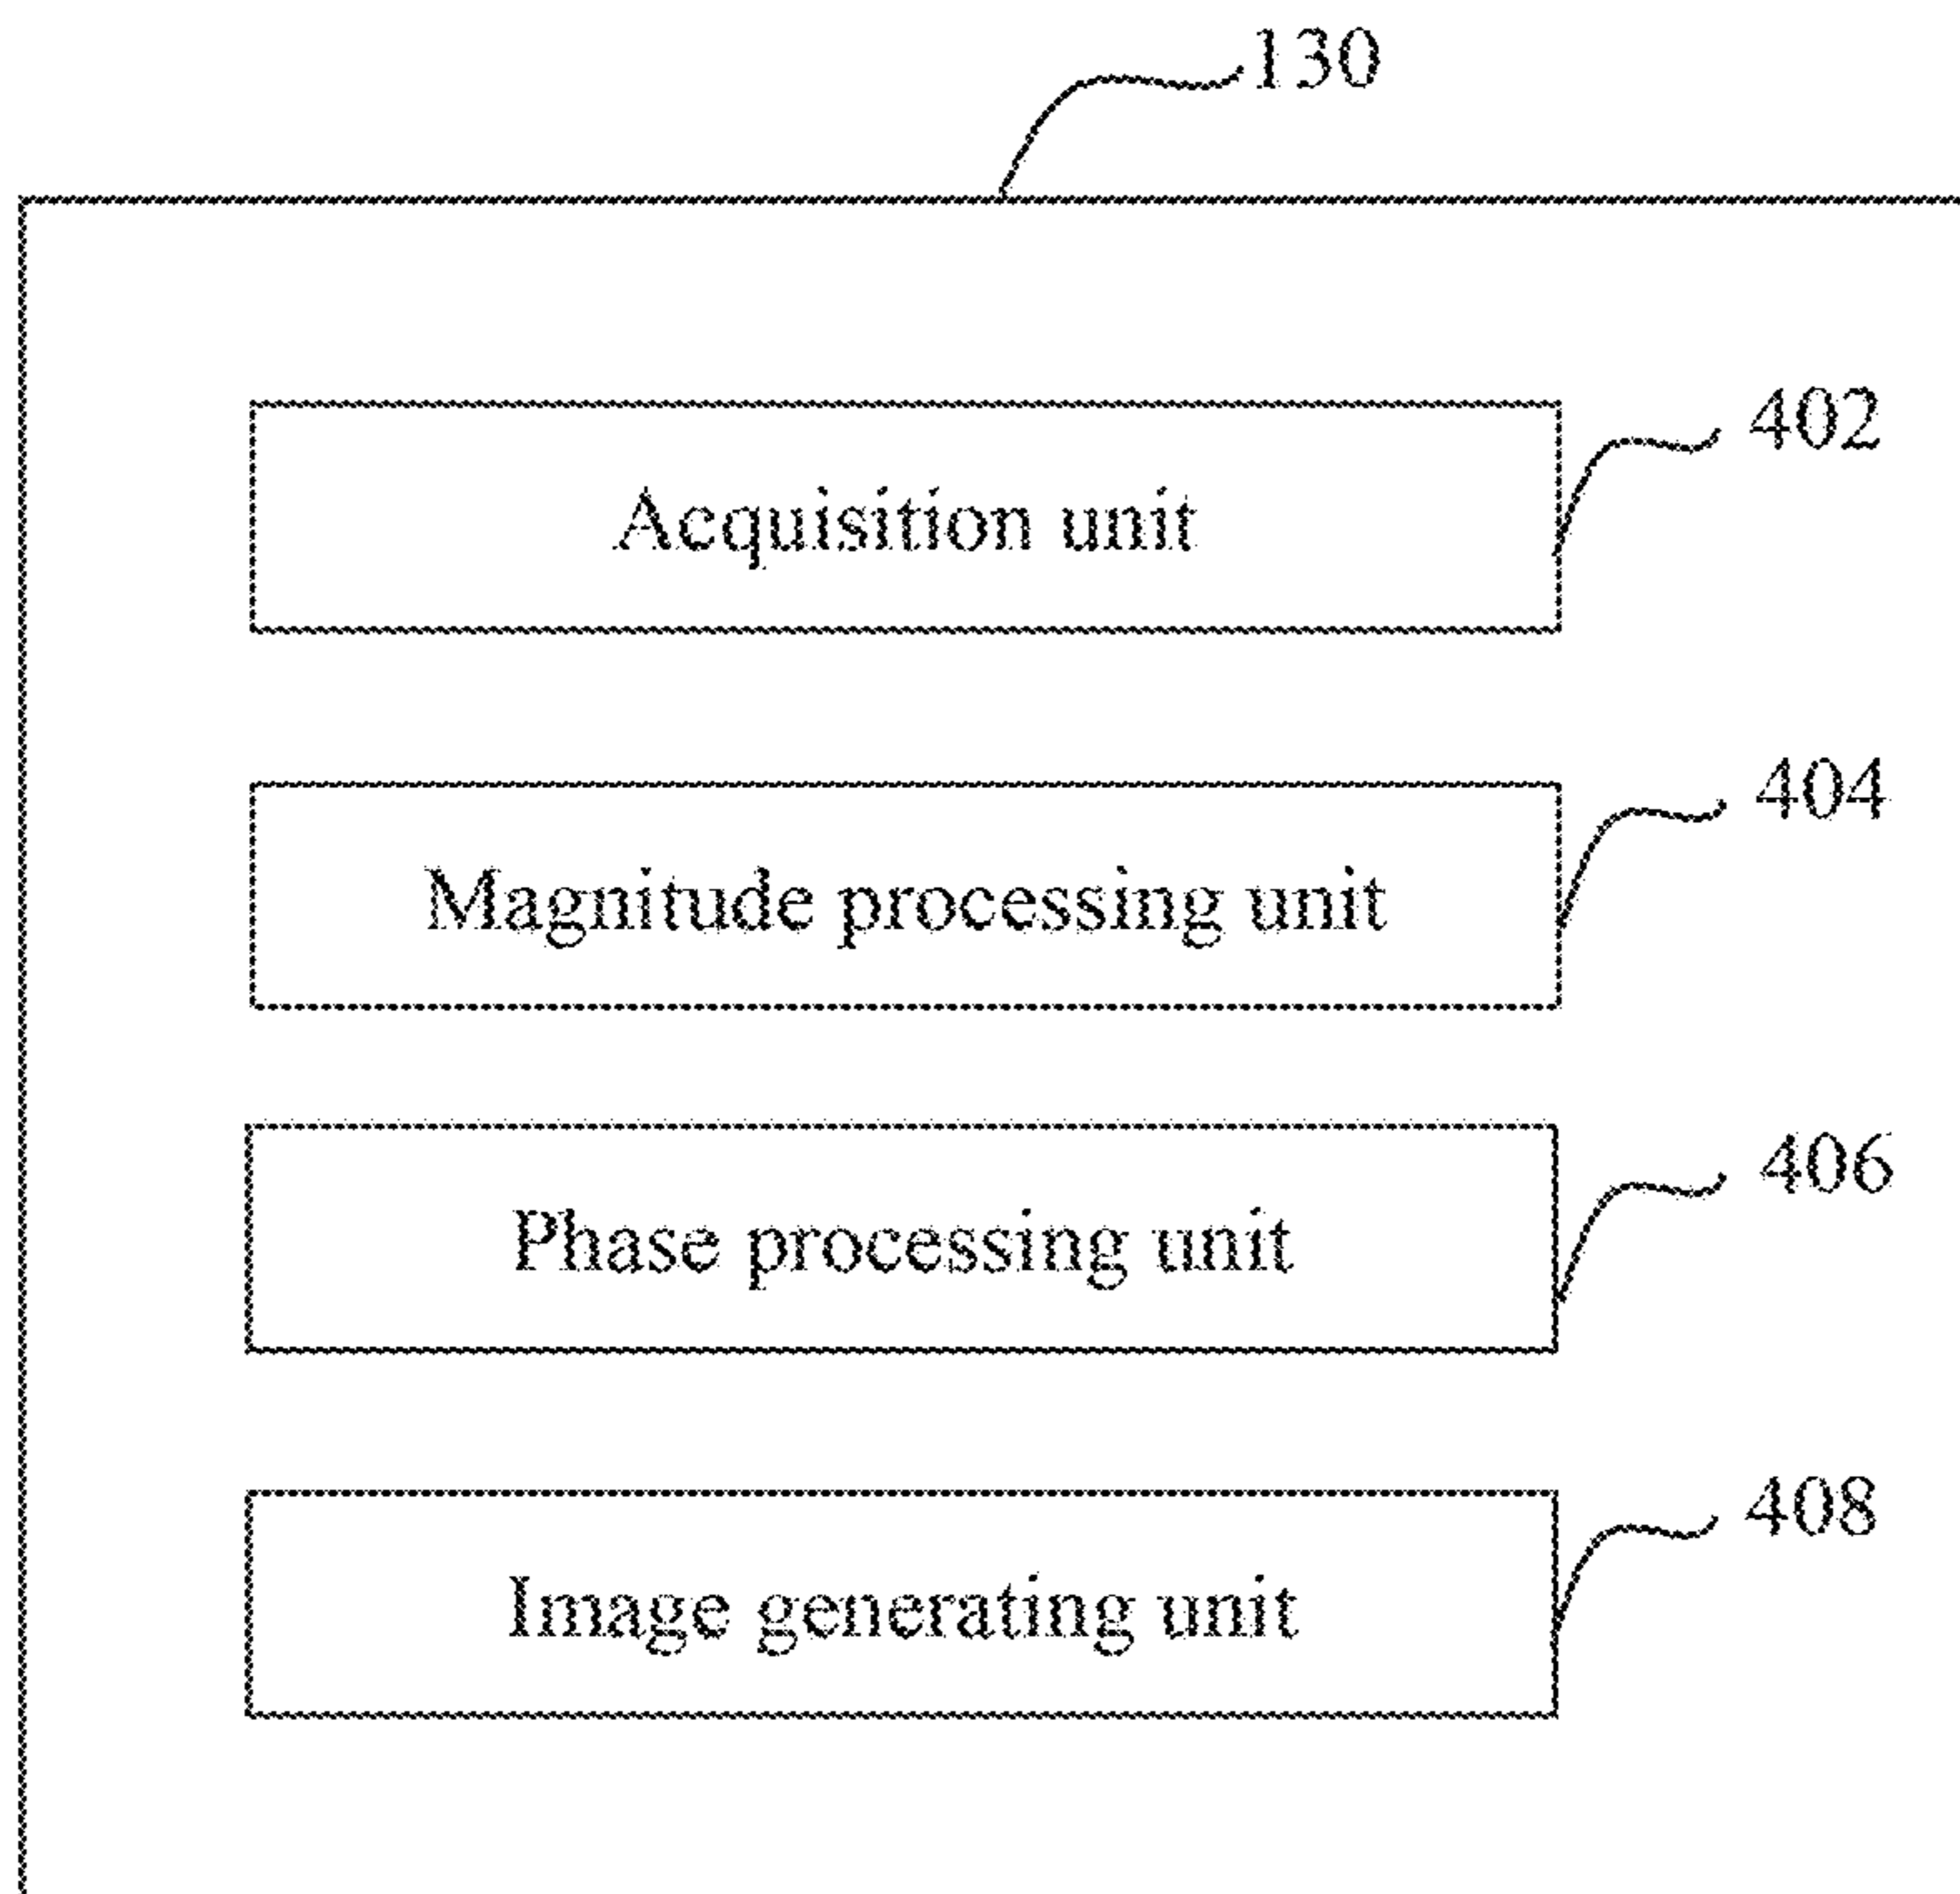 130
402
Acquisition unit
404
Magnitude processing unit
406
Phase processing unit
408
Image generating unit